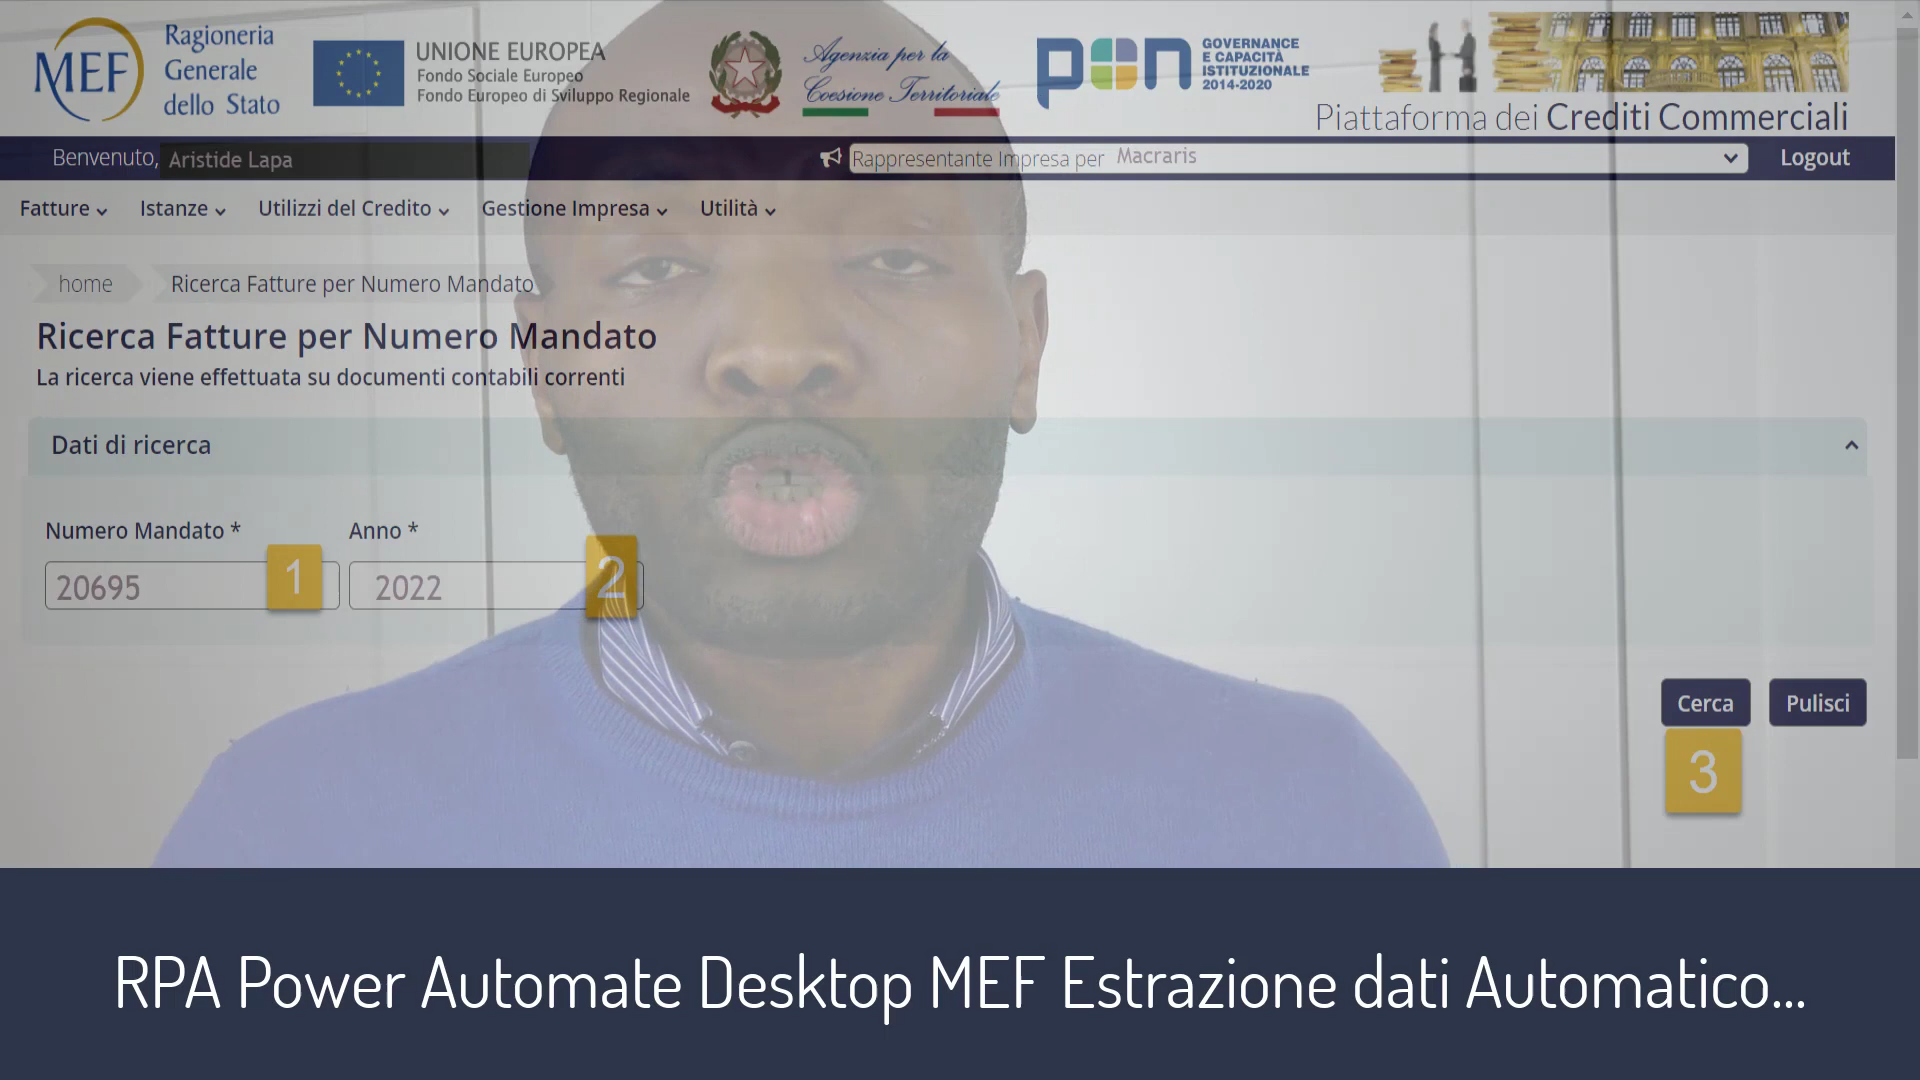 MEF
Ragioneria
Generale
dello Stato
UNIONE EUROPEA
Fondo Sociale Europeo
Fondo Europeo di Sviluppo Regionale
Agenzia per la
Coesione Territoriale
pon
GOVERNANCE
E CAPACITÀ
ISTITUZIONALE
2014-2020
Piattaforma dei Crediti Commerciali
Benvenuto, Aristide Lapa
Rappresentante Impresa per Macraris
Logout
Fatture
Istanze
Utilizzi del Credito
Gestione Impresa
Utilità
home
Ricerca Fatture per Numero Mandato
Ricerca Fatture per Numero Mandato
La ricerca viene effettuata su documenti contabili correnti
Dati di ricerca
Numero Mandato *
Anno *
20695
1
2022
2
Cerca
Pulisci
3
RPA Power Automate Desktop MEF Estrazione dati Automatico...